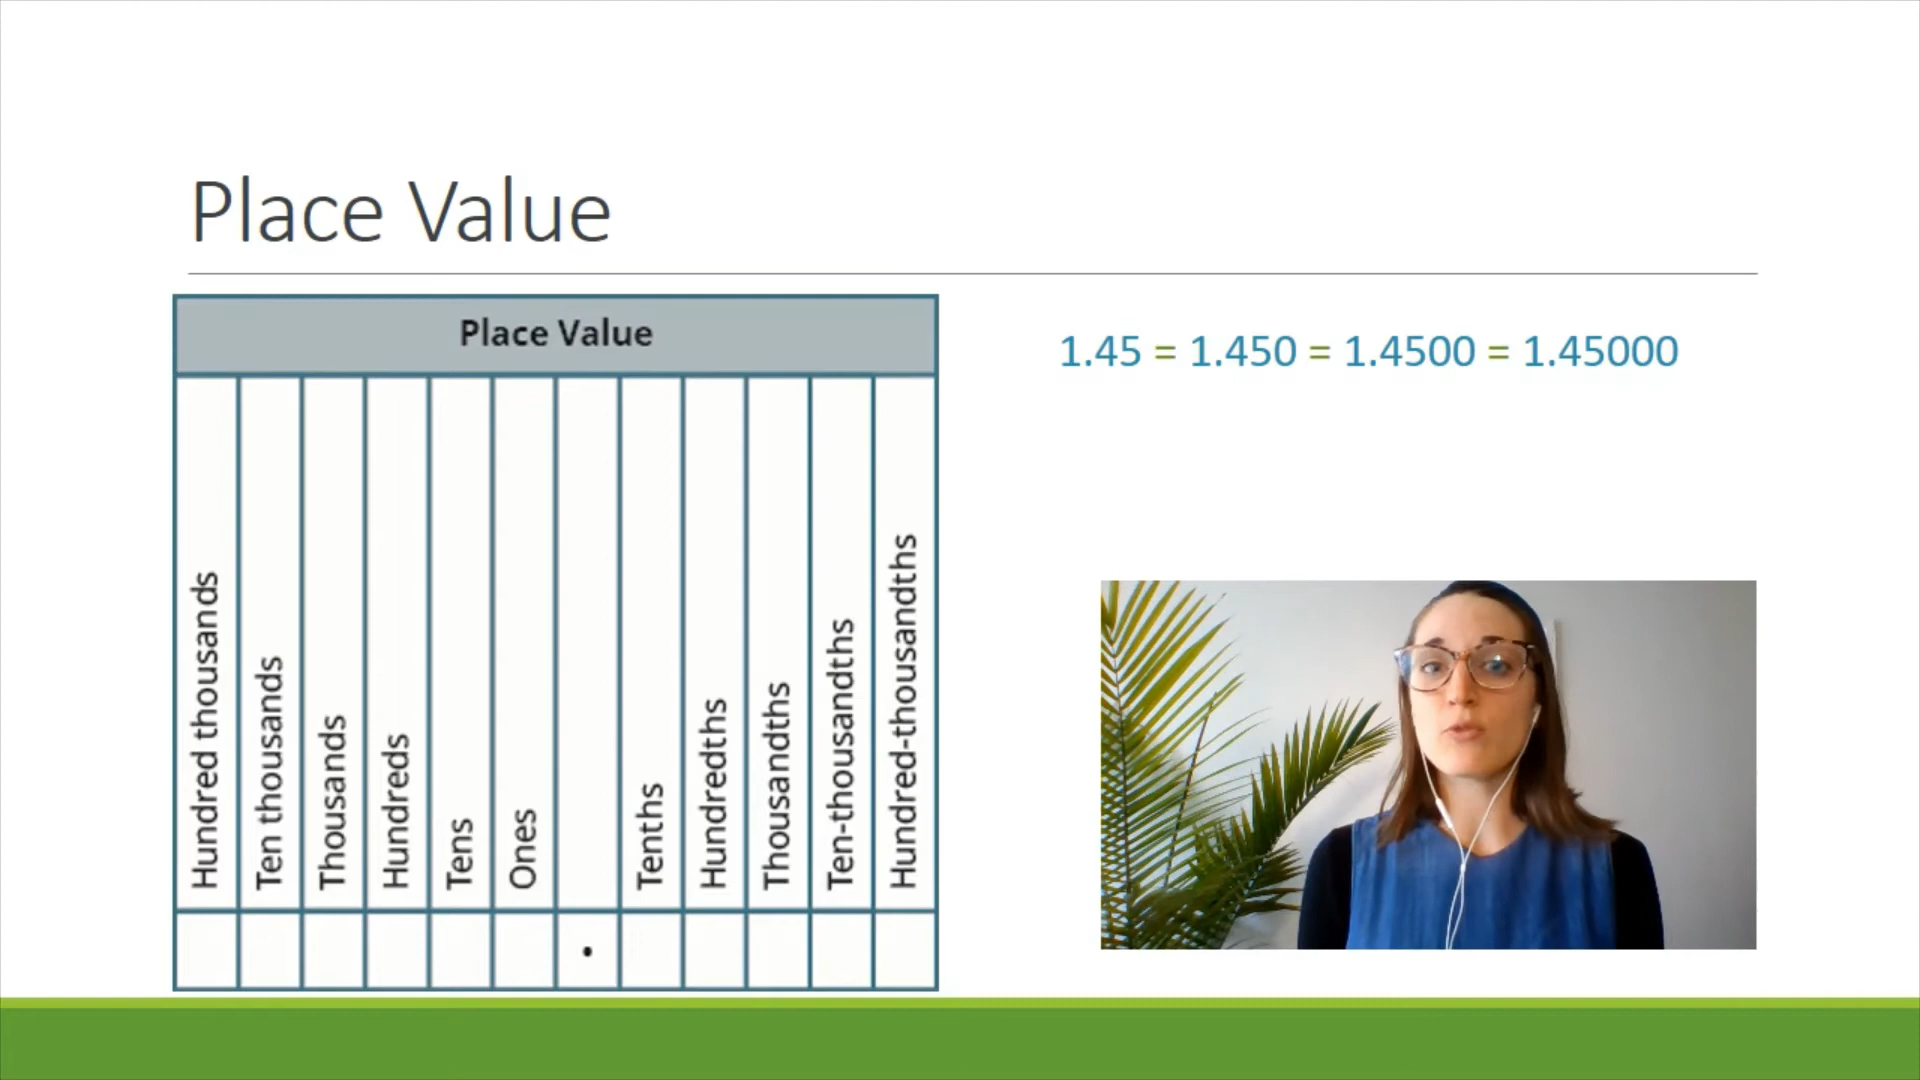 Place Value
Place Value
Hundred thousands
Ten thousands
Thousands
Hundreds
Tens
Ones
Tenths
Hundredths
Thousandths
Ten-thousandths
Hundred-thousandths
.
1.45 = 1.450 = 1.4500 = 1.45000